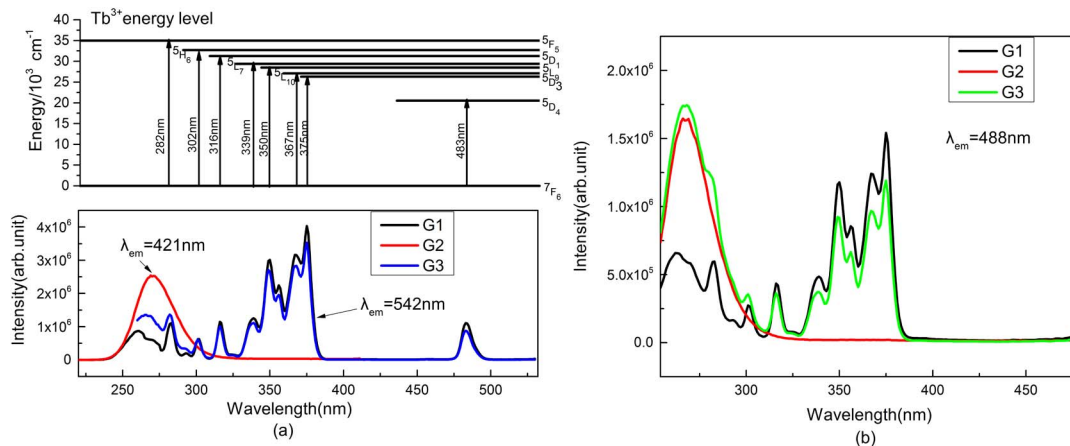 Tb³⁺energy level
Energy/10³ cm⁻¹
40
35
30
25
20
15
10
5
0
5F5
5H6
5D1
5L7
5L9
5L10
5D3
5D4
7F6
282nm
302nm
316nm
339nm
350nm
367nm
375nm
483nm
Intensity(arb.unit)
4x10⁶
3x10⁶
2x10⁶
1x10⁶
0
λem=421nm
G1
G2
G3
λem=542nm
250
300
350
400
450
500
Wavelength(nm)
(a)
Intensity(arb.unit)
2.0x10⁶
1.5x10⁶
1.0x10⁶
5.0x10⁵
0.0
G1
G2
G3
λem=488nm
300
350
400
450
Wavelength(nm)
(b)